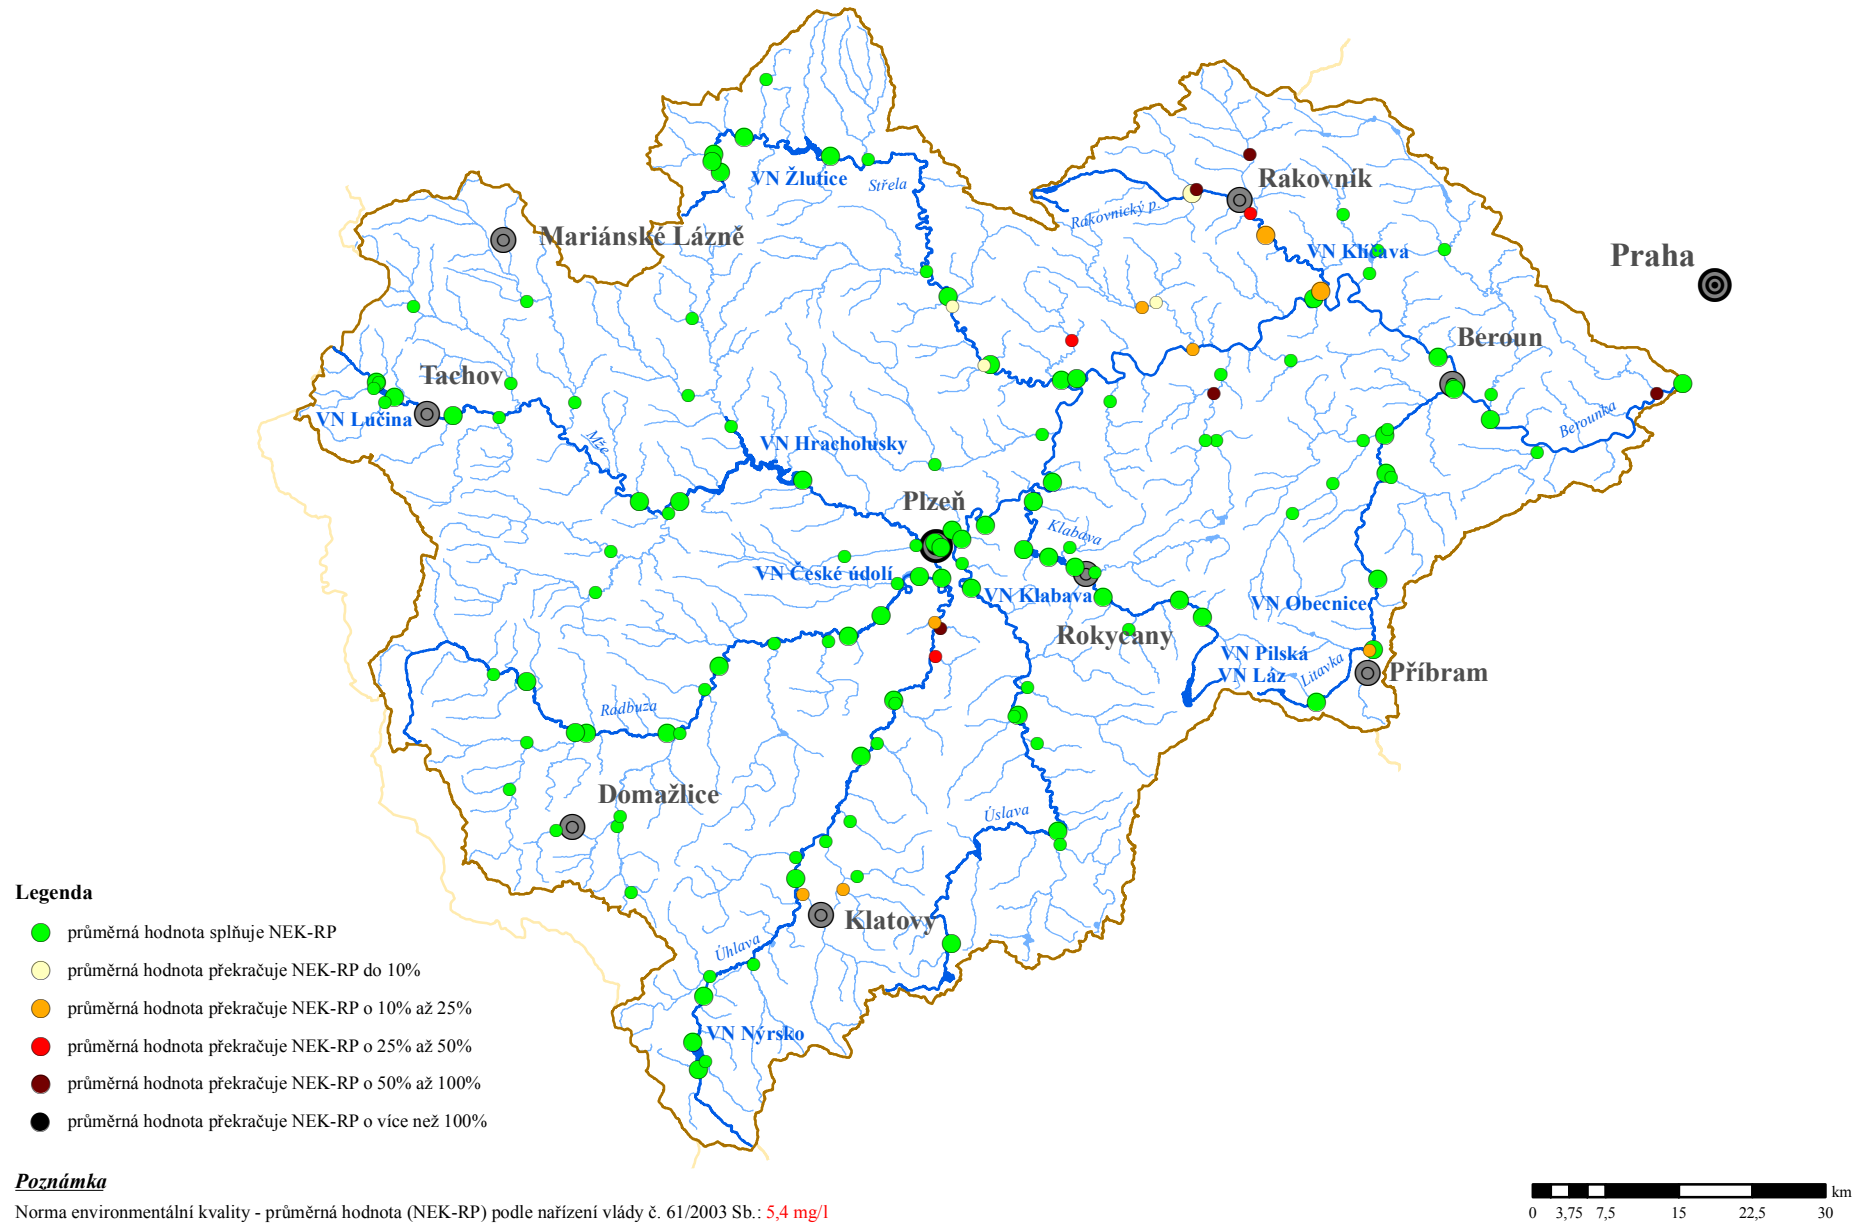 VN Žlutice
Střela
Rakovník
Rakovnický p.
Mariánské Lázně
VN Klíčava
Praha
Beroun
Tachov
VN Lučina
Mže
Berounka
VN Hracholusky
Plzeň
Klabava
VN České údolí
VN Klabava
VN Obecnice
Rokycany
VN Pilská
VN Láz
Litavka
Příbram
Radbuza
Domažlice
Úslava
Klatovy
Úhlava
VN Nýrsko
Legenda
průměrná hodnota splňuje NEK-RP
průměrná hodnota překračuje NEK-RP do 10%
průměrná hodnota překračuje NEK-RP o 10% až 25%
průměrná hodnota překračuje NEK-RP o 25% až 50%
průměrná hodnota překračuje NEK-RP o 50% až 100%
průměrná hodnota překračuje NEK-RP o více než 100%
Poznámka
Norma environmentální kvality - průměrná hodnota (NEK-RP) podle nařízení vlády č. 61/2003 Sb.: 5,4 mg/l
km
0 3,75 7,5 15 22,5 30